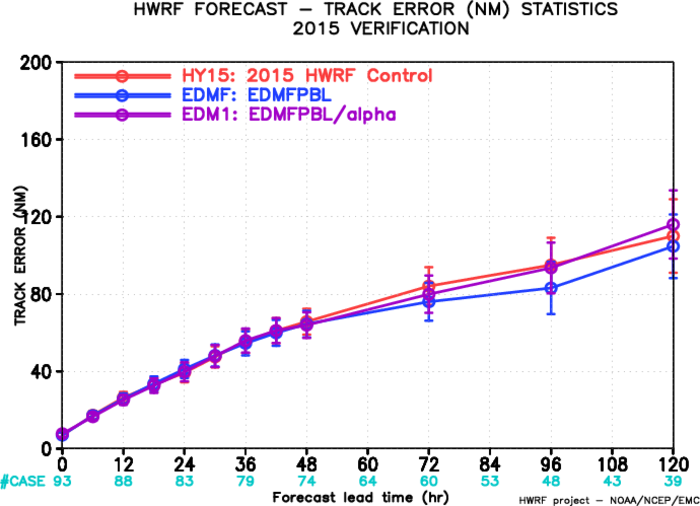 HWRF FORECAST – TRACK ERROR (NM) STATISTICS
2015 VERIFICATION
HY15: 2015 HWRF Control
EDMF: EDMFPBL
EDM1: EDMFPBL/alpha
TRACK ERROR (NM)
200
160
120
80
40
0
0 12 24 36 48 60 72 84 96 108 120
#CASE 93 88 83 79 74 64 60 53 48 43 39
Forecast lead time (hr)
HWRF project – NOAA/NCEP/EMC